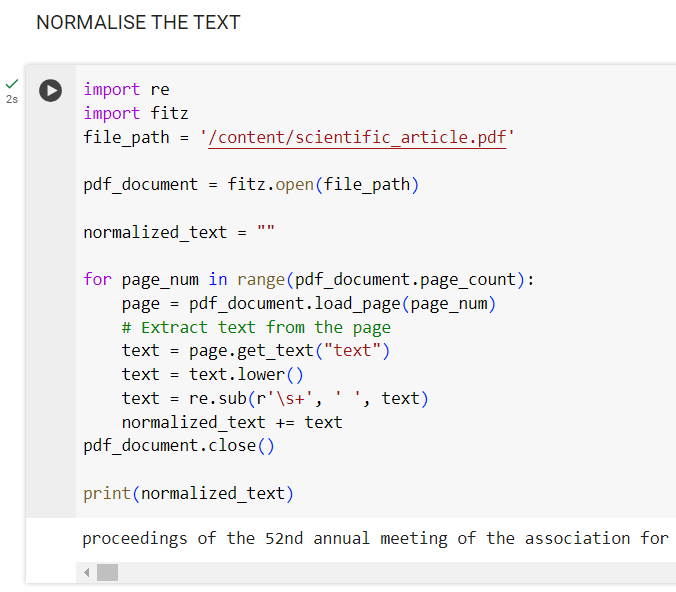 NORMALISE THE TEXT
2s
import re
import fitz
file_path = '/content/scientific_article.pdf'
pdf_document = fitz.open(file_path)
normalized_text = ""
for page_num in range(pdf_document.page_count):
    page = pdf_document.load_page(page_num)
    # Extract text from the page
    text = page.get_text("text")
    text = text.lower()
    text = re.sub(r'\s+', ' ', text)
    normalized_text += text
pdf_document.close()
print(normalized_text)
proceedings of the 52nd annual meeting of the association for